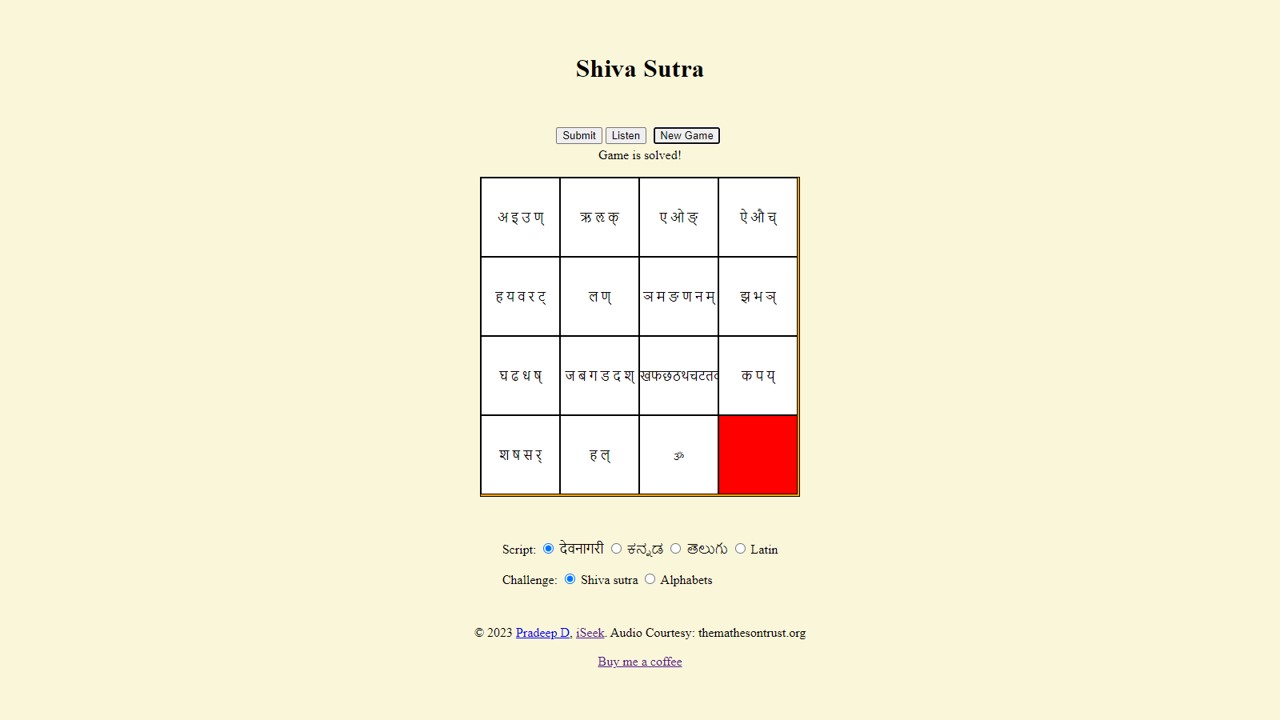 Shiva Sutra
Submit Listen New Game
Game is solved!
अ इ उ ण् ऋ ऌ क् ए ओ ङ् ऐ औ च्
ह य व र ट् ल ण् ञ म ङ ण न म् झ भ ञ्
घ ढ ध ष् ज ब ग ड द श् खफछठथचटत क प य्
श ष स र् ह ल् ॐ
Script: देवनागरी ಕನ್ನಡ తెలుగు Latin
Challenge: Shiva sutra Alphabets
© 2023 Pradeep D, iSeek. Audio Courtesy: themathesontrust.org
Buy me a coffee